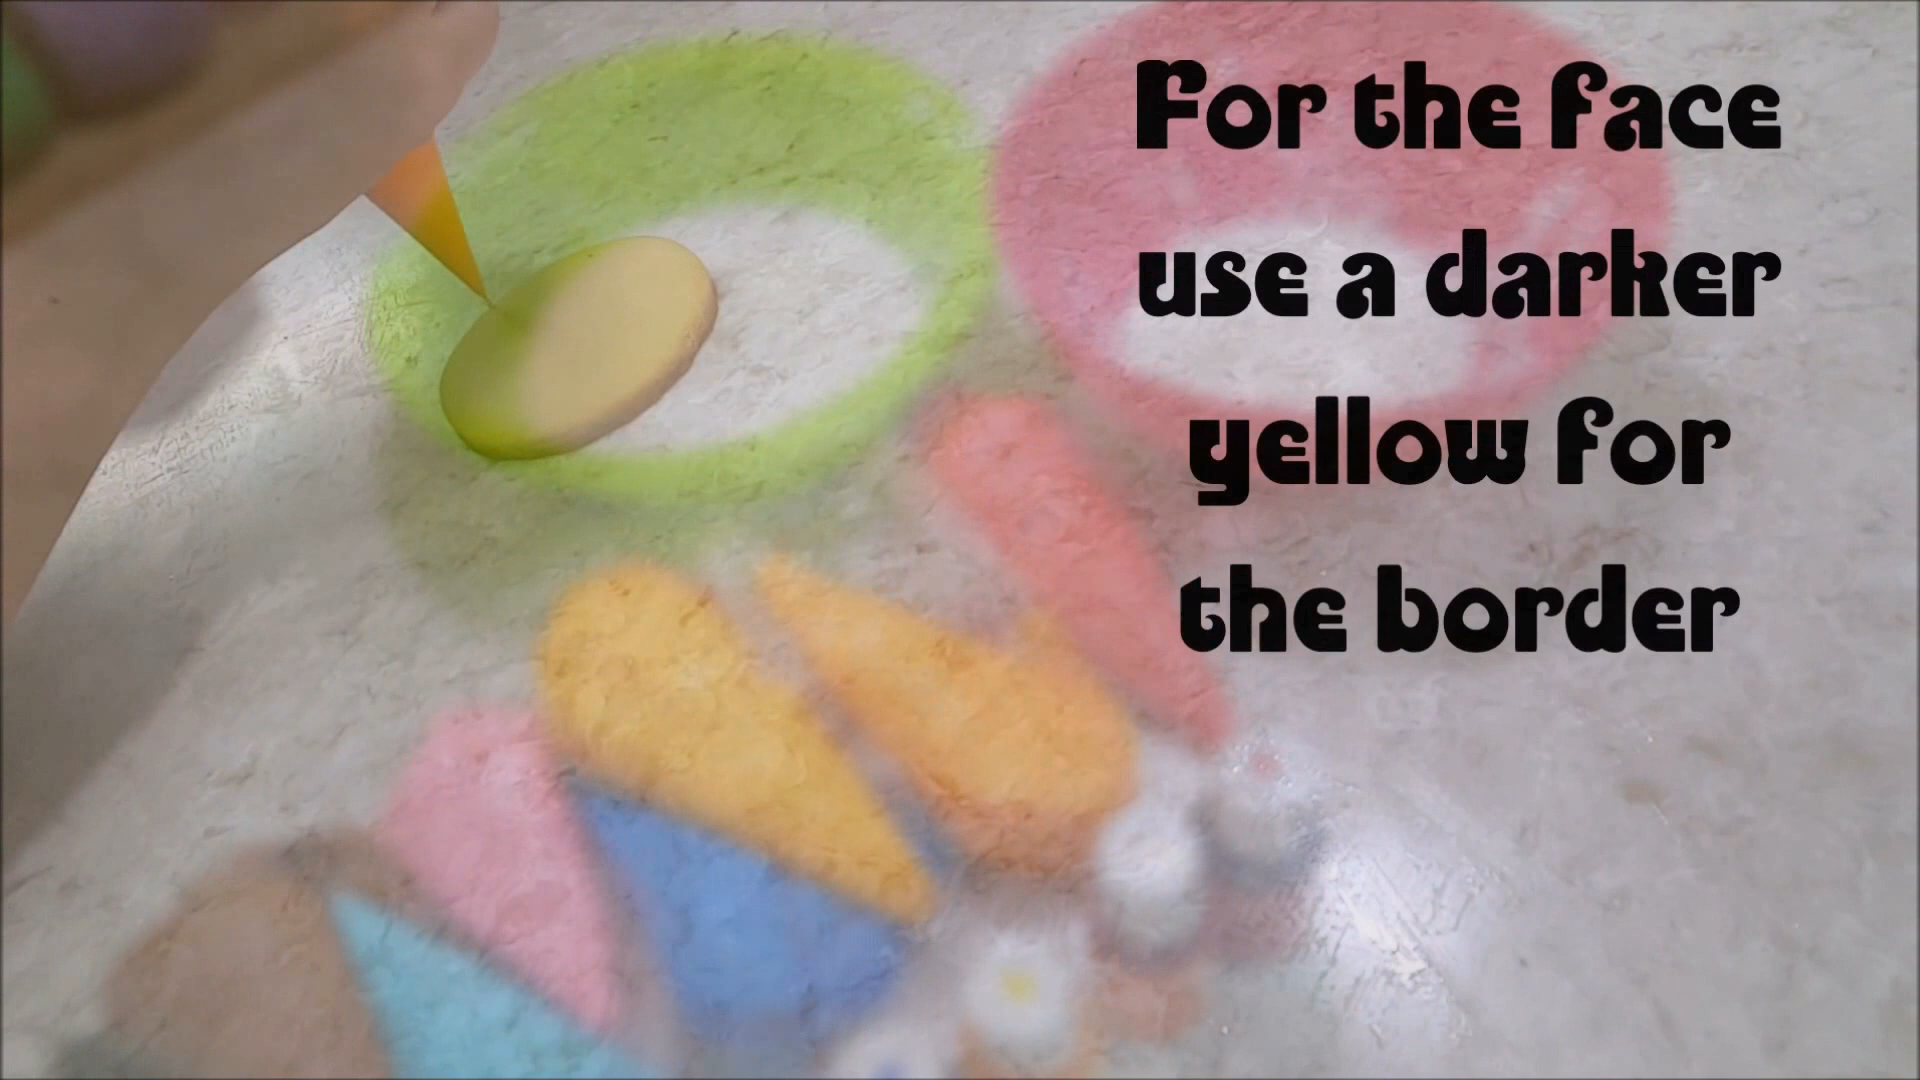 For the face
use a darker
yellow for
the border